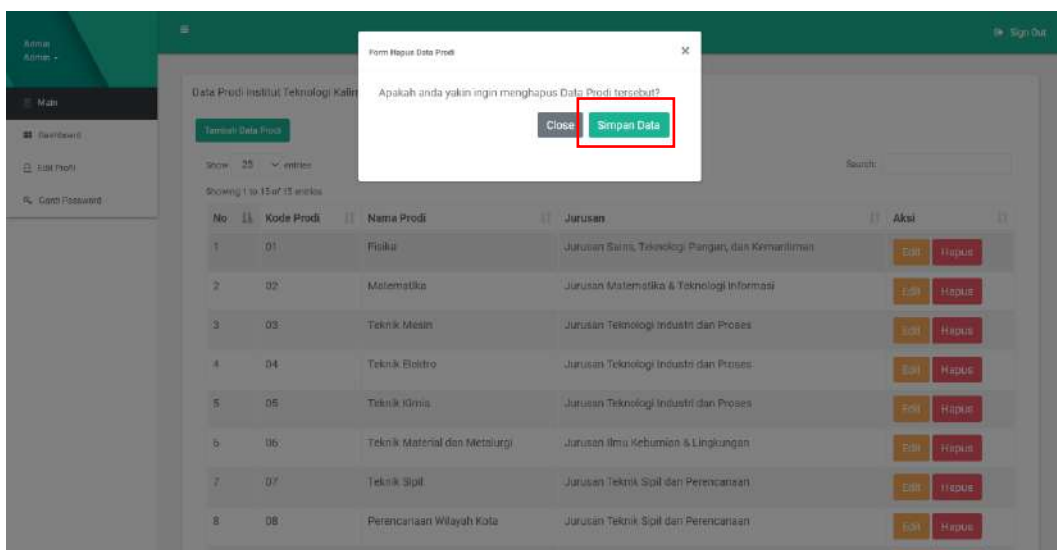 Admin
Admin
Sign Out
Form Hapus Data Prodi
×
Apakah anda yakin ingin menghapus Data Prodi tersebut?
Close
Simpan Data
Main
Dashboard
Edit Profil
Ganti Password
Data Prodi Institut Teknologi
Tambah Data Prodi
Show 25 entries
Search:
Showing 1 to 15 of 15 entries
No Kode Prodi Nama Prodi Jurusan Aksi
1 01 Fisika Jurusan Sains, Teknologi Pangan, dan Kemaritiman Edit Hapus
2 02 Matematika Jurusan Matematika & Teknologi Informasi Edit Hapus
3 03 Teknik Mesin Jurusan Teknologi Industri dan Proses Edit Hapus
4 04 Teknik Elektro Jurusan Teknologi Industri dan Proses Edit Hapus
5 05 Teknik Kimia Jurusan Teknologi Industri dan Proses Edit Hapus
6 06 Teknik Material dan Metalurgi Jurusan Ilmu Kebumian & Lingkungan Edit Hapus
7 07 Teknik Sipil Jurusan Teknik Sipil dan Perencanaan Edit Hapus
8 08 Perencanaan Wilayah Kota Jurusan Teknik Sipil dan Perencanaan Edit Hapus